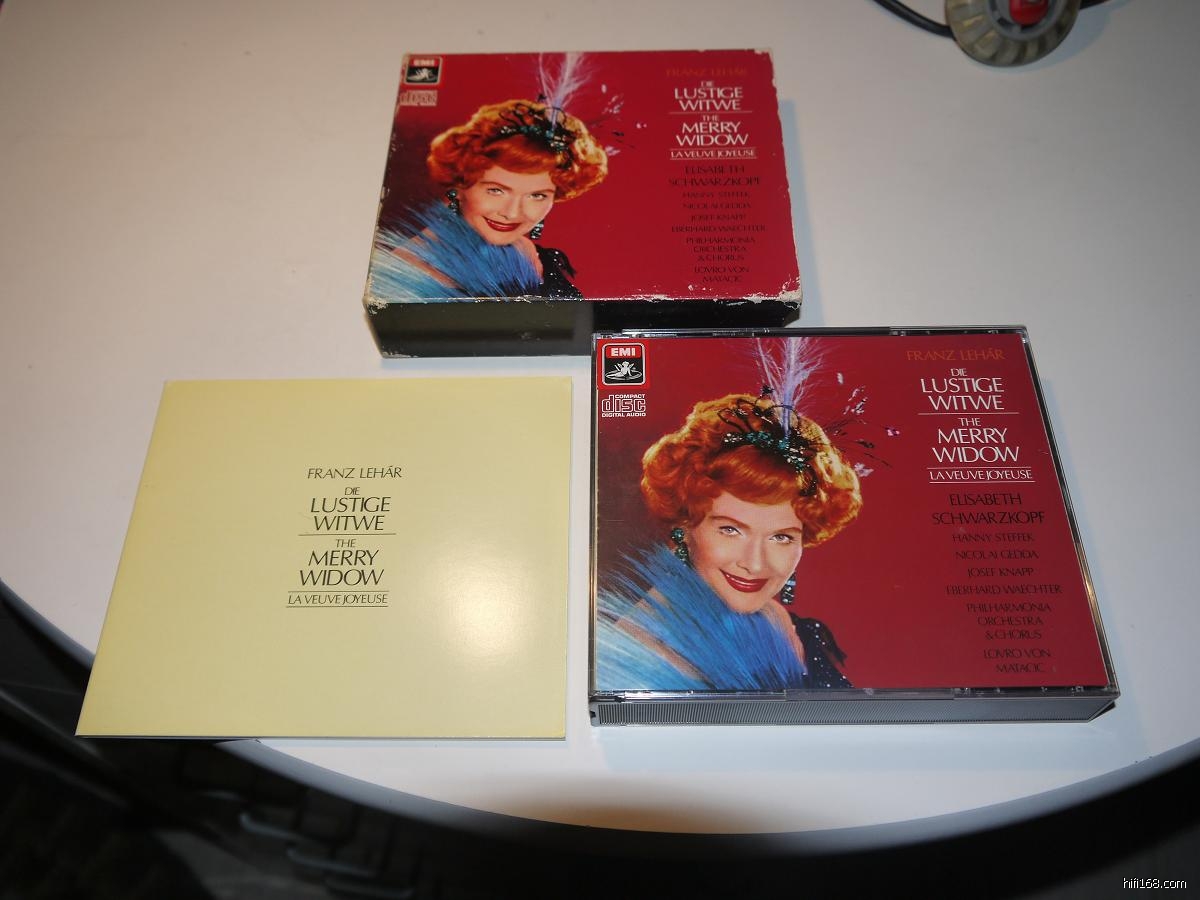 EMI
disc
FRANZ LEHÁR
DIE
LUSTIGE
WITWE
THE
MERRY
WIDOW
LA VEUVE JOYEUSE
ELISABETH
SCHWARZKOPF
HANNY STEFFEK
NICOLAI GEDDA
JOSEF KNAPP
EBERHARD WAECHTER
PHILHARMONIA
ORCHESTRA
& CHORUS
LOVRO VON
MATACIC
EMI
COMPACT
disc
DIGITAL AUDIO
FRANZ LEHÁR
DIE
LUSTIGE
WITWE
THE
MERRY
WIDOW
LA VEUVE JOYEUSE
ELISABETH
SCHWARZKOPF
HANNY STEFFEK
NICOLAI GEDDA
JOSEF KNAPP
EBERHARD WAECHTER
PHILHARMONIA
ORCHESTRA
& CHORUS
LOVRO VON
MATACIC
FRANZ LEHÁR
DIE
LUSTIGE
WITWE
THE
MERRY
WIDOW
LA VEUVE JOYEUSE
hifi168.com